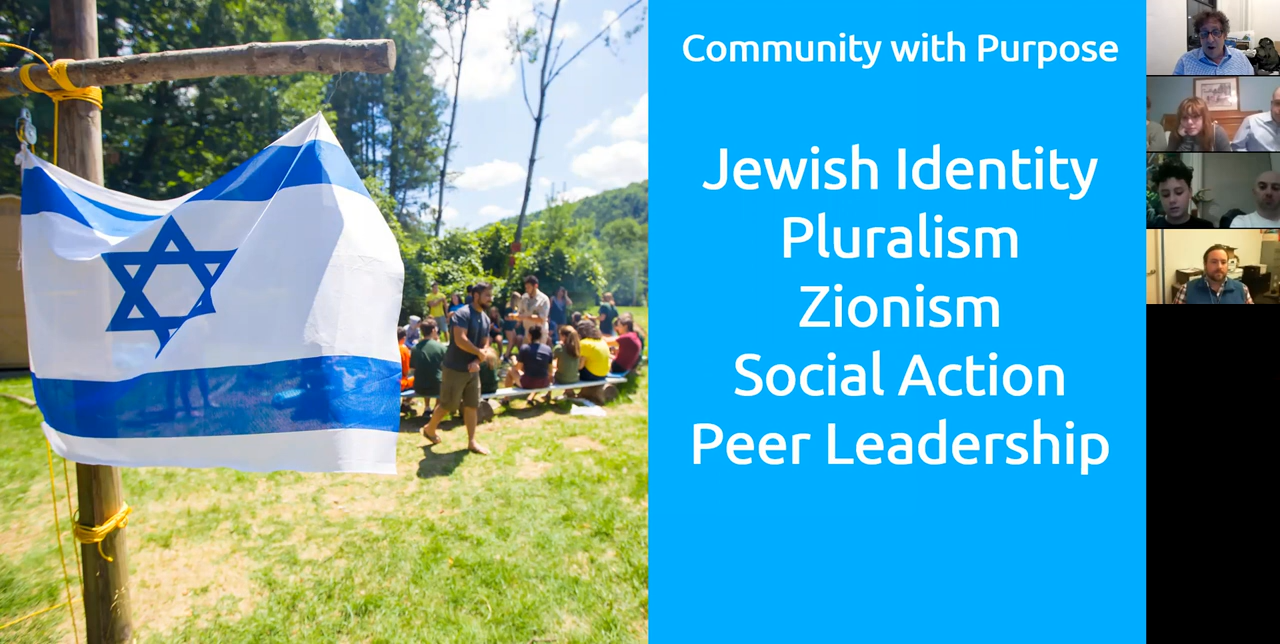 Community with Purpose
Jewish Identity
Pluralism
Zionism
Social Action
Peer Leadership